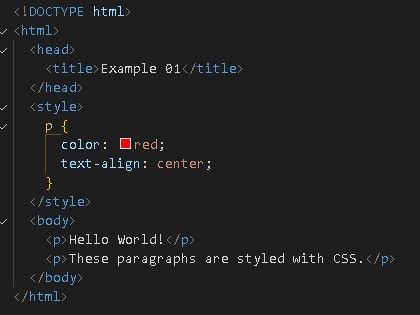 <!DOCTYPE html>
<html>
<head>
<title>Example 01</title>
</head>
<style>
p {
color: red;
text-align: center;
}
</style>
<body>
<p>Hello World!</p>
<p>These paragraphs are styled with CSS.</p>
</body>
</html>